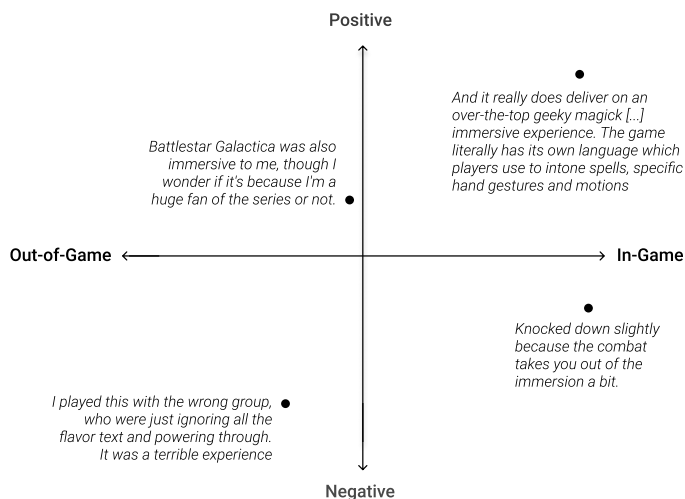 Positive
And it really does deliver on an
over-the-top geeky magick [...]
immersive experience. The game
literally has its own language which
players use to intone spells, specific
hand gestures and motions
Battlestar Galactica was also
immersive to me, though I
wonder if it's because I'm a
huge fan of the series or not.
Out-of-Game
In-Game
Knocked down slightly
because the combat
takes you out of the
immersion a bit.
I played this with the wrong group,
who were just ignoring all the
flavor text and powering through.
It was a terrible experience
Negative